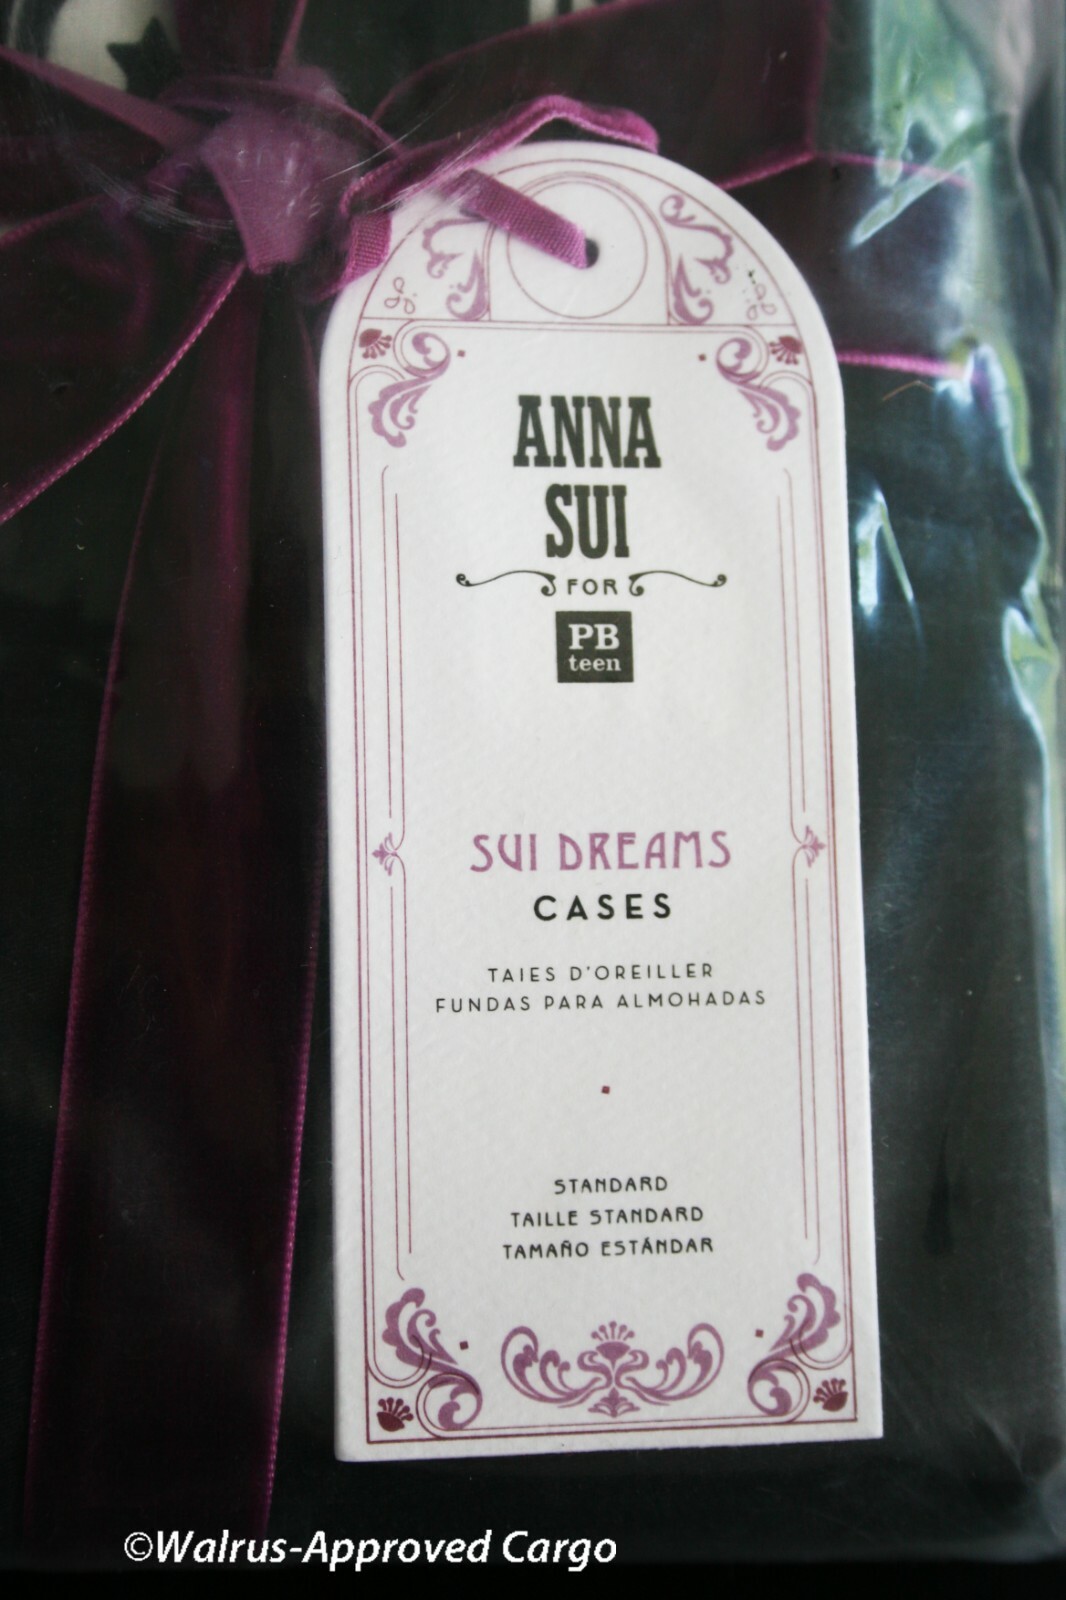 ANNA
SUI
FOR
PB
teen
SUI DREAMS
CASES
TAIES D'OREILLER
FUNDAS PARA ALMOHADAS
STANDARD
TAILLE STANDARD
TAMAÑO ESTÁNDAR
©Walrus-Approved Cargo